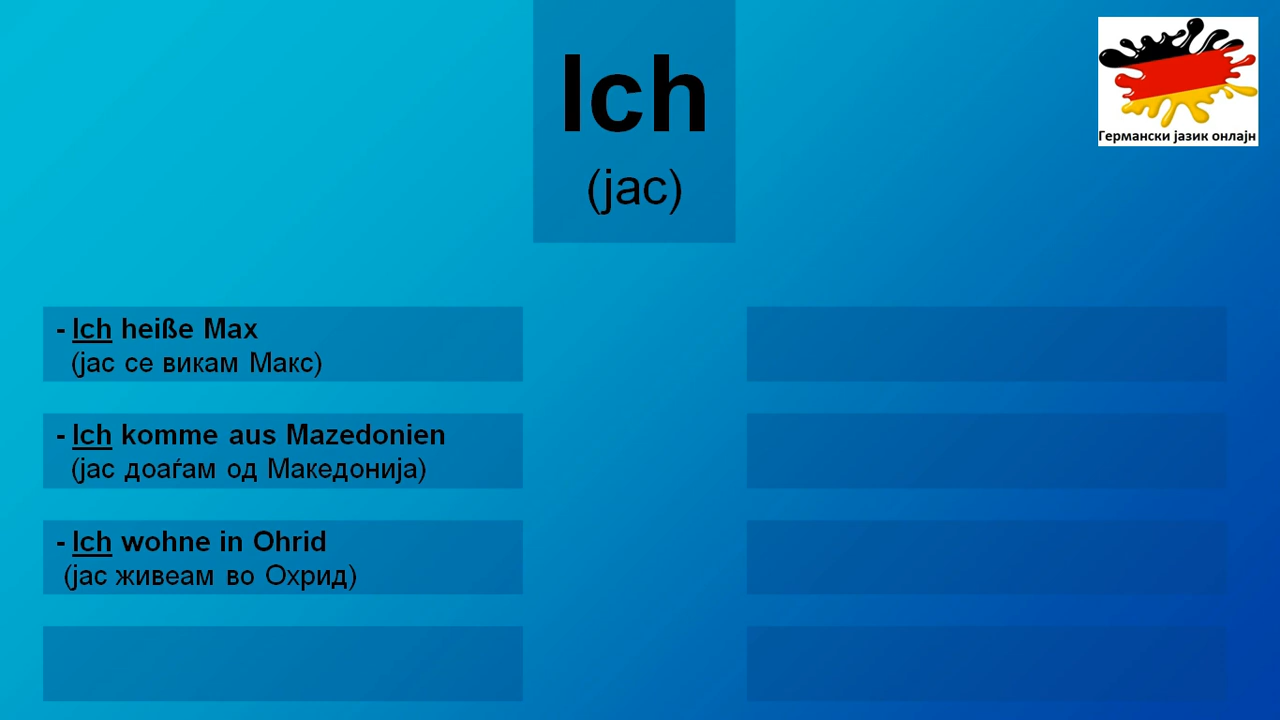 Ich
(јас)
Германски јазик онлајн
- Ich heiße Max
(јас се викам Макс)
- Ich komme aus Mazedonien
(јас доаѓам од Македонија)
- Ich wohne in Ohrid
(јас живеам во Охрид)